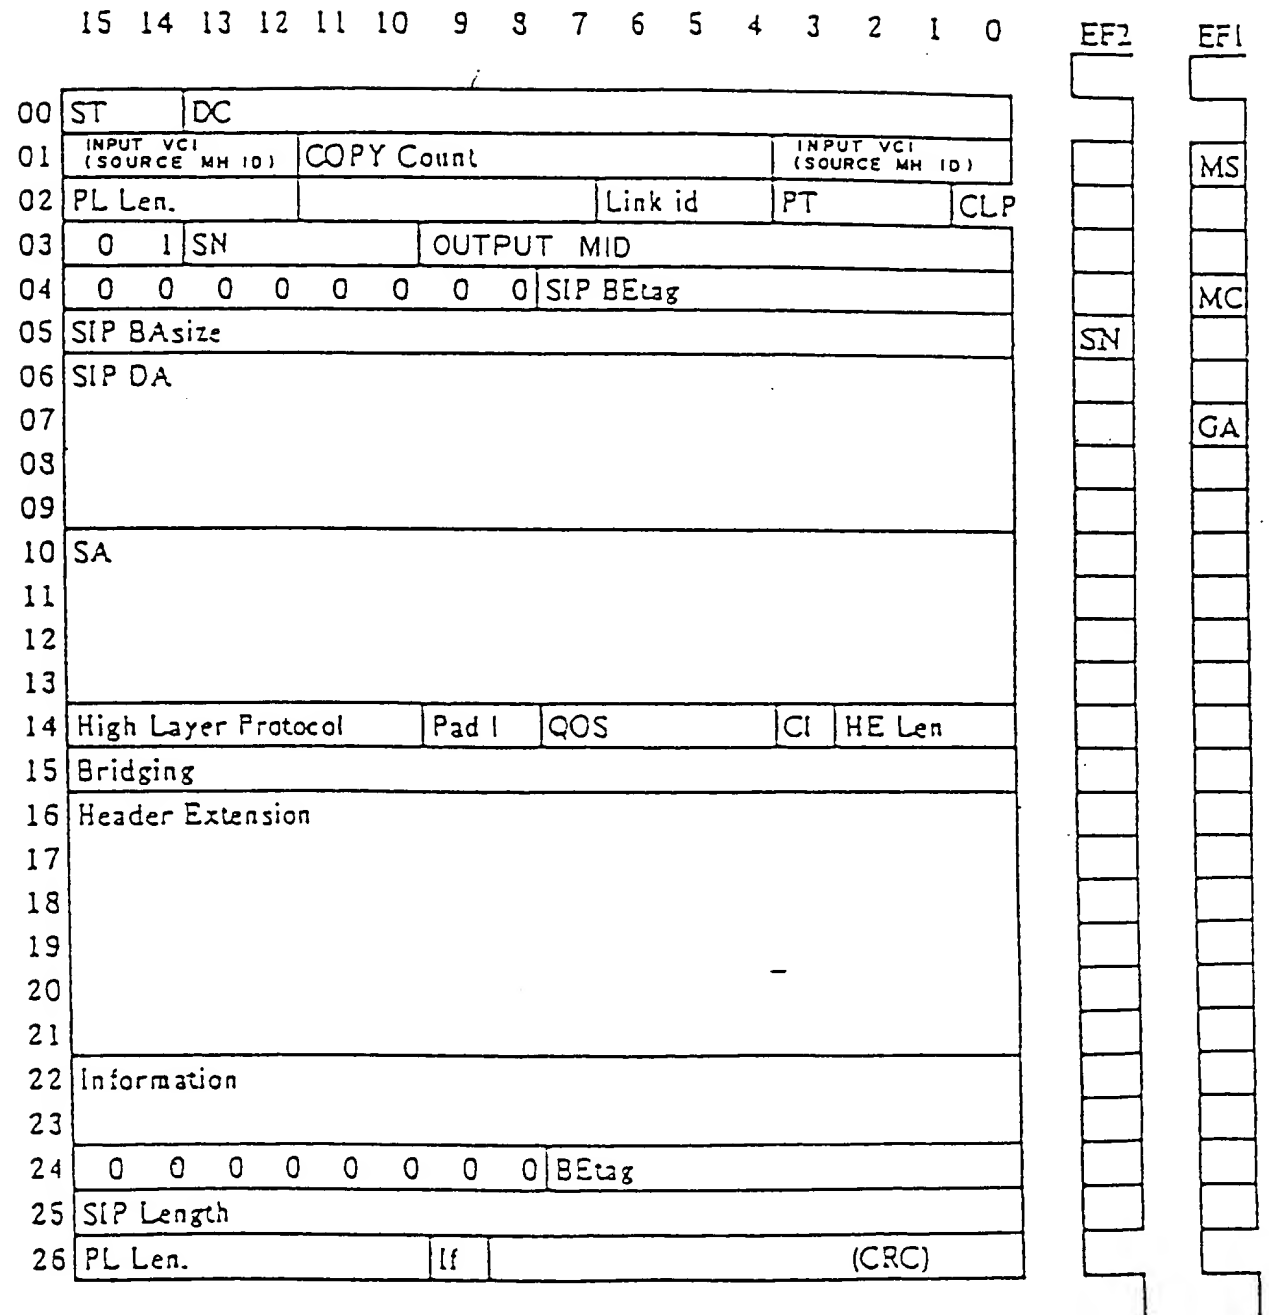 15 14 13 12 11 10 9 8 7 6 5 4 3 2 1 0 EF2 EF1
00 ST DC
01 INPUT VCI (SOURCE MH ID) COPY Count INPUT VCI (SOURCE MH ID) MS
02 PL Len. Link id PT CLP
03 0 1 SN OUTPUT MID
04 0 0 0 0 0 0 0 0 SIP BEtag MC
05 SIP BAsize SN
06 SIP DA
07 GA
08
09
10 SA
11
12
13
14 High Layer Protocol Pad 1 QOS CI HE Len
15 Bridging
16 Header Extension
17
18
19
20
21
22 Information
23
24 0 0 0 0 0 0 0 0 BEtag
25 SIP Length
26 PL Len. If (CRC)